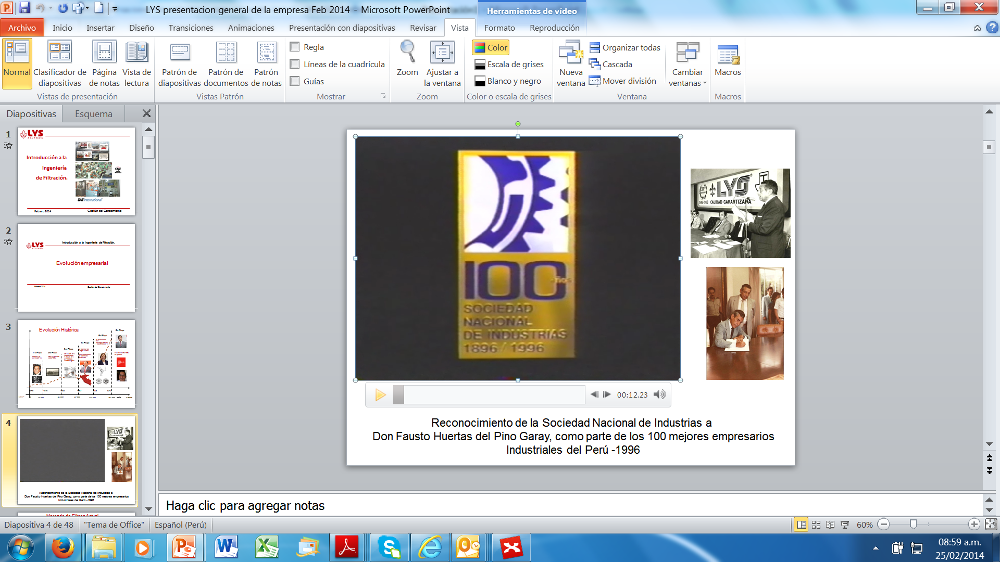 LYS presentacion general de la empresa Feb 2014 - Microsoft PowerPoint
Herramientas de vídeo
Archivo
Inicio
Insertar
Diseño
Transiciones
Animaciones
Presentación con diapositivas
Revisar
Vista
Formato
Reproducción
Normal
Clasificador de
diapositivas
Página
de notas
Vista de
lectura
Vistas de presentación
Patrón de
diapositivas
Patrón de
documentos
Patrón
de notas
Vistas Patrón
Regla
Líneas de la cuadrícula
Guías
Mostrar
Zoom
Ajustar a
la ventana
Zoom
Color
Escala de grises
Blanco y negro
Color o escala de grises
Nueva
ventana
Organizar todas
Cascada
Mover división
Cambiar
ventanas
Ventana
Macros
Macros
Diapositivas
Esquema
1
LYS
FILTROS
Introducción a la
Ingeniería
de Filtración.
STLE
SAE International
Febrero 2014
Gestión del Conocimiento
2
LYS
FILTROS
Introducción a la Ingeniería de Filtración.
Evolución empresarial
Febrero 2014
Gestión del Conocimiento
3
Evolución Histórica
4
LYS
Reconocimiento de la Sociedad Nacional de Industrias a
Don Fausto Huertas del Pino Garay, como parte de los 100 mejores empresarios
Industriales del Perú -1996
Mercado de Filtros Actual
100
años
SOCIEDAD
NACIONAL
DE INDUSTRIAS
1896 / 1996
LYS
CALIDAD GARANTIZADA
00:12.23
Reconocimiento de la Sociedad Nacional de Industrias a
Don Fausto Huertas del Pino Garay, como parte de los 100 mejores empresarios
Industriales del Perú -1996
Haga clic para agregar notas
Diapositiva 4 de 48
"Tema de Office"
Español (Perú)
60%
08:59 a.m.
25/02/2014